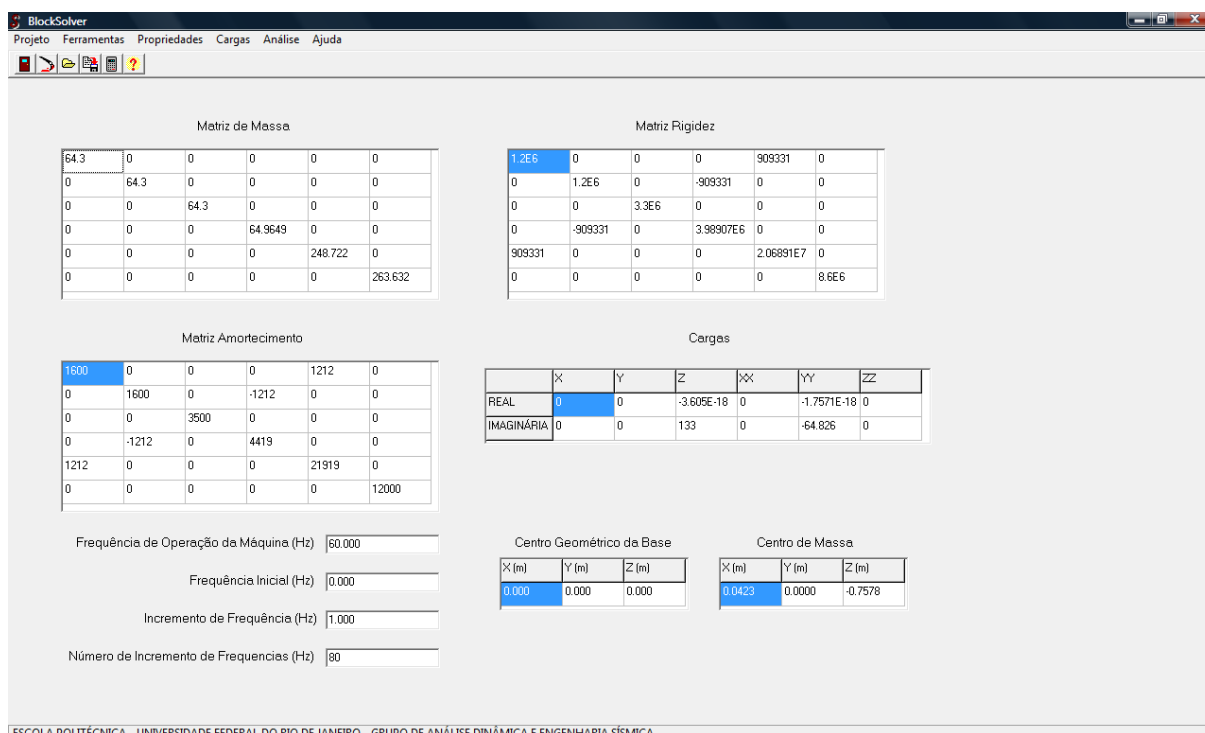 BlockSolver
Projeto Ferramentas Propriedades Cargas Análise Ajuda
Matriz de Massa
64.3 0 0 0 0 0
0 64.3 0 0 0 0
0 0 64.3 0 0 0
0 0 0 64.9649 0 0
0 0 0 0 248.722 0
0 0 0 0 0 263.632
Matriz Rigidez
1.2E6 0 0 0 909331 0
0 1.2E6 0 -909331 0 0
0 0 3.3E6 0 0 0
0 -909331 0 3.98907E6 0 0
909331 0 0 0 2.06891E7 0
0 0 0 0 0 8.6E6
Matriz Amortecimento
1600 0 0 0 1212 0
0 1600 0 -1212 0 0
0 0 3500 0 0 0
0 -1212 0 4419 0 0
1212 0 0 0 21919 0
0 0 0 0 0 12000
Cargas
X Y Z XX YY ZZ
REAL 0 0 -3.605E-18 0 -1.7571E-18 0
IMAGINÁRIA 0 0 133 0 -64.826 0
Frequência de Operação da Máquina (Hz) 60.000
Frequência Inicial (Hz) 0.000
Incremento de Frequência (Hz) 1.000
Número de Incremento de Frequencias (Hz) 80
Centro Geométrico da Base
X (m) Y (m) Z (m)
0.000 0.000 0.000
Centro de Massa
X (m) Y (m) Z (m)
0.0423 0.0000 -0.7578
ESCOLA POLITÉCNICA - UNIVERSIDADE FEDERAL DO RIO DE JANEIRO - GRUPO DE ANÁLISE DINÂMICA E ENGENHARIA SÍSMICA